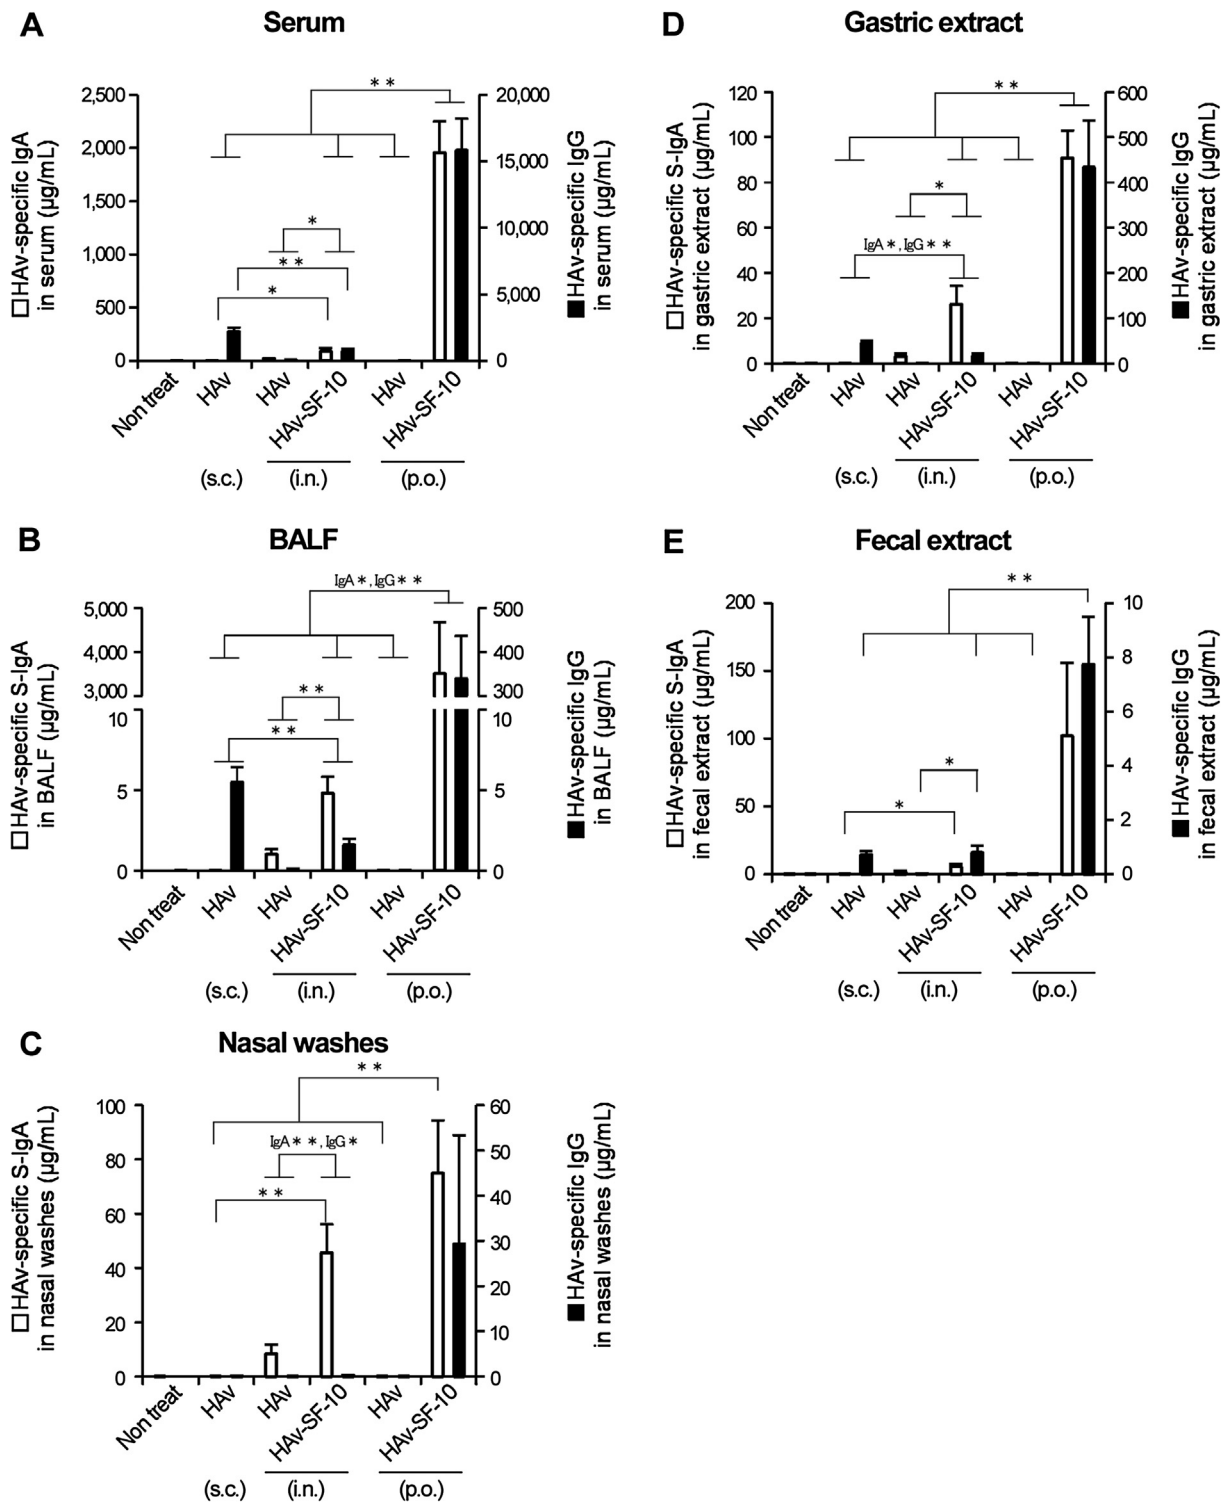 A
Serum
□HAv-specific IgA
in serum (µg/mL)
2,500
2,000
1,500
1,000
500
0
20,000
15,000
10,000
5,000
0
■HAv-specific IgG
in serum (µg/mL)
**
*
**
*
Non treat
HAv
HAv
HAv-SF-10
HAv
HAv-SF-10
(s.c.)
(i.n.)
(p.o.)
B
BALF
□HAv-specific S-IgA
in BALF (µg/mL)
5,000
4,000
3,000
10
5
0
500
400
300
10
5
0
■HAv-specific IgG
in BALF (µg/mL)
IgA*, IgG**
**
**
Non treat
HAv
HAv
HAv-SF-10
HAv
HAv-SF-10
(s.c.)
(i.n.)
(p.o.)
C
Nasal washes
□HAv-specific S-IgA
in nasal washes (µg/mL)
100
80
60
40
20
0
60
50
40
30
20
10
0
■HAv-specific IgG
in nasal washes (µg/mL)
**
IgA**, IgG*
**
Non treat
HAv
HAv
HAv-SF-10
HAv
HAv-SF-10
(s.c.)
(i.n.)
(p.o.)
D
Gastric extract
□HAv-specific S-IgA
in gastric extract (µg/mL)
120
100
80
60
40
20
0
600
500
400
300
200
100
0
■HAv-specific IgG
in gastric extract (µg/mL)
**
*
IgA*, IgG**
Non treat
HAv
HAv
HAv-SF-10
HAv
HAv-SF-10
(s.c.)
(i.n.)
(p.o.)
E
Fecal extract
□HAv-specific S-IgA
in fecal extract (µg/mL)
200
150
100
50
0
10
8
6
4
2
0
■HAv-specific IgG
in fecal extract (µg/mL)
**
*
*
Non treat
HAv
HAv
HAv-SF-10
HAv
HAv-SF-10
(s.c.)
(i.n.)
(p.o.)